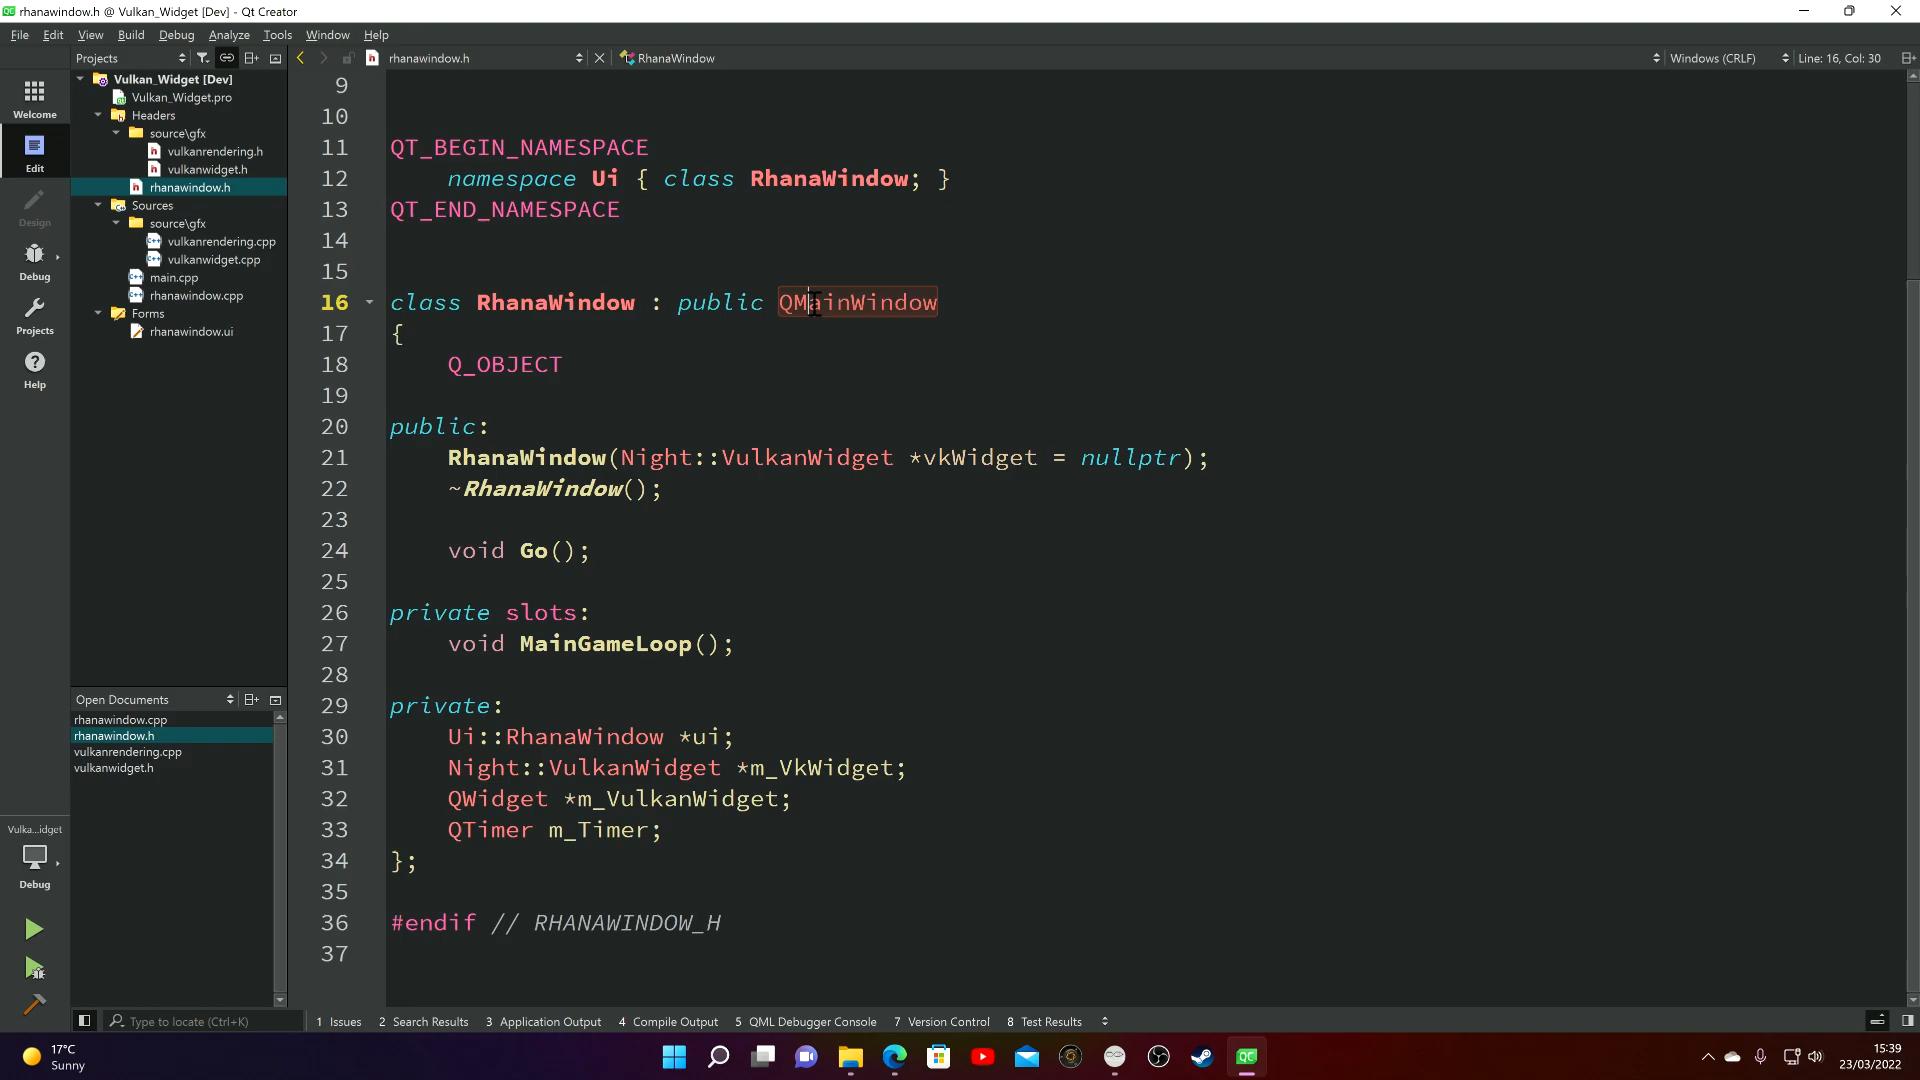 rhanawindow.h @ Vulkan_Widget [Dev] - Qt Creator
File Edit View Build Debug Analyze Tools Window Help
Projects
rhanawindow.h
RhanaWindow
Windows (CRLF)
Line: 16, Col: 30
Welcome
Edit
Design
Debug
Projects
Help
Vulkan_Widget [Dev]
Vulkan_Widget.pro
Headers
source\gfx
vulkanrendering.h
vulkanwidget.h
rhanawindow.h
Sources
source\gfx
vulkanrendering.cpp
vulkanwidget.cpp
main.cpp
rhanawindow.cpp
Forms
rhanawindow.ui
Open Documents
rhanawindow.cpp
rhanawindow.h
vulkanrendering.cpp
vulkanwidget.h
Vulka...idget
Debug
9
10
11 QT_BEGIN_NAMESPACE
12 namespace Ui { class RhanaWindow; }
13 QT_END_NAMESPACE
14
15
16 class RhanaWindow : public QMainWindow
17 {
18 Q_OBJECT
19
20 public:
21 RhanaWindow(Night::VulkanWidget *vkWidget = nullptr);
22 ~RhanaWindow();
23
24 void Go();
25
26 private slots:
27 void MainGameLoop();
28
29 private:
30 Ui::RhanaWindow *ui;
31 Night::VulkanWidget *m_VkWidget;
32 QWidget *m_VulkanWidget;
33 QTimer m_Timer;
34 };
35
36 #endif // RHANAWINDOW_H
37
Type to locate (Ctrl+K)
1 Issues 2 Search Results 3 Application Output 4 Compile Output 5 QML Debugger Console 7 Version Control 8 Test Results
17°C
Sunny
QC
15:39
23/03/2022